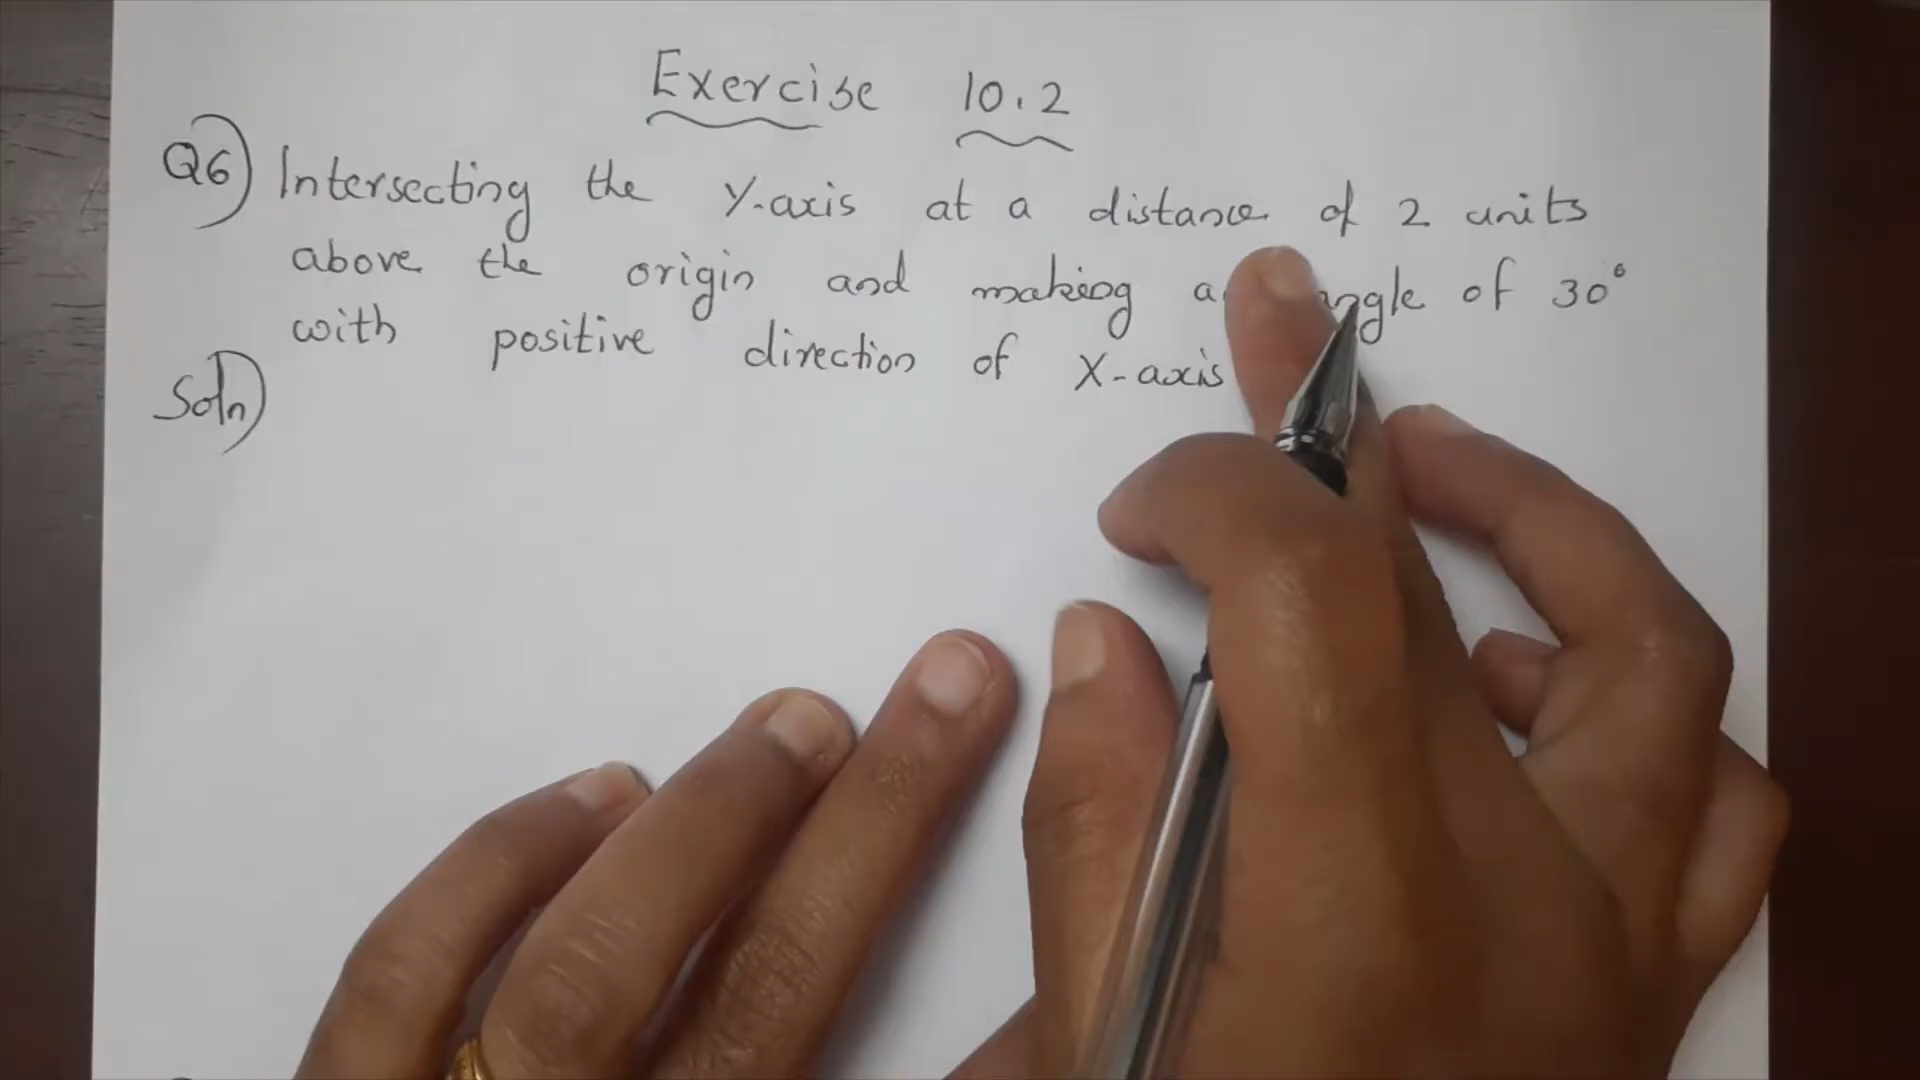 Exercise 10.2
Q6) Intersecting the Y-axis at a distance of 2 units
above the origin and making angle of 30°
with positive direction of X-axis
Soln)